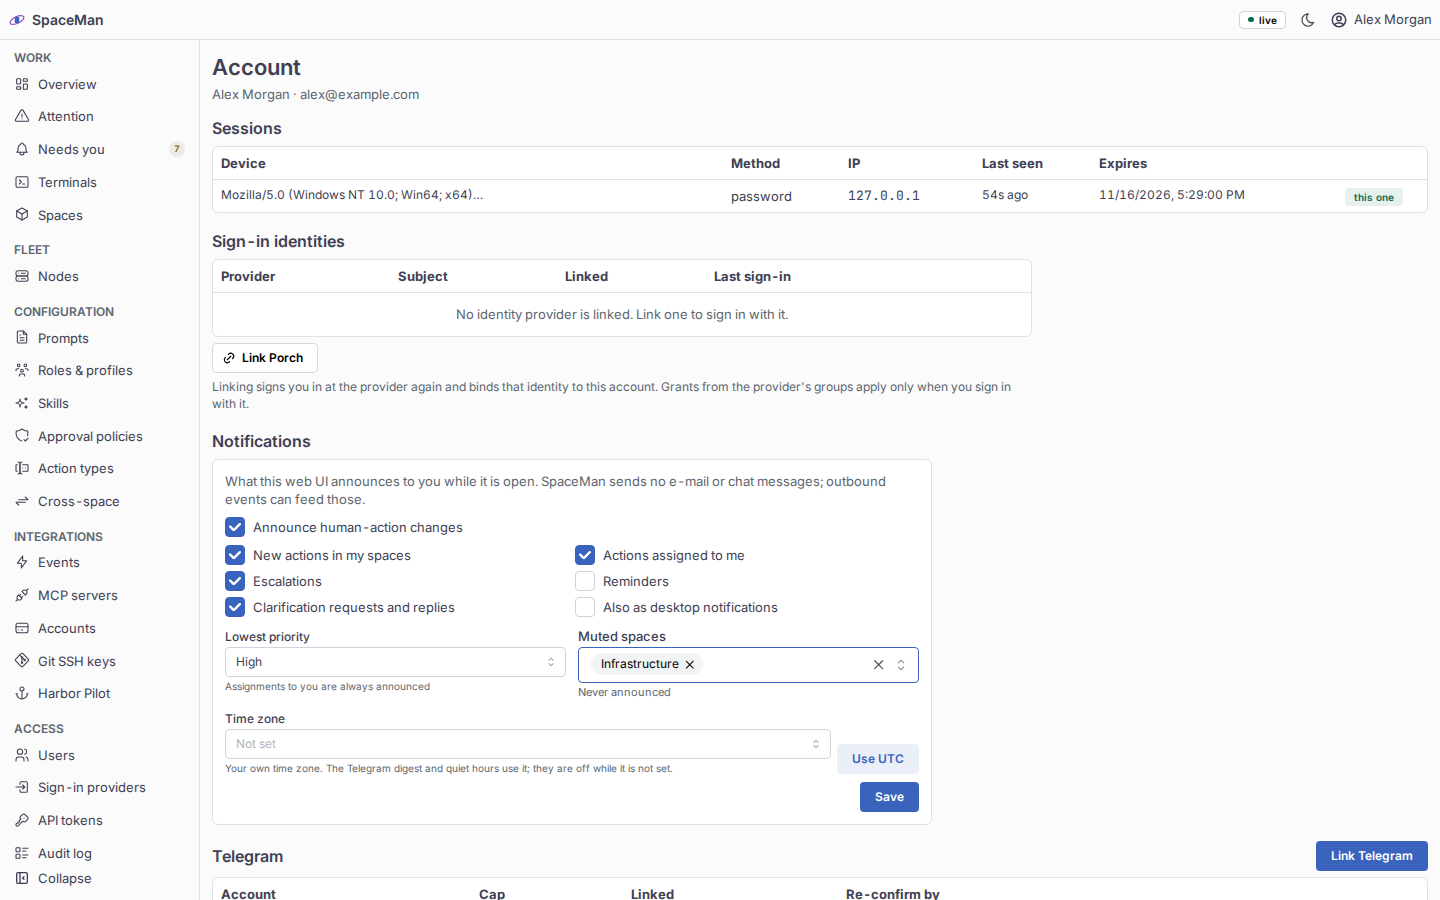 SpaceMan
live
Alex Morgan
WORK
Overview
Attention
Needs you
7
Terminals
Spaces
FLEET
Nodes
CONFIGURATION
Prompts
Roles & profiles
Skills
Approval policies
Action types
Cross-space
INTEGRATIONS
Events
MCP servers
Accounts
Git SSH keys
Harbor Pilot
ACCESS
Users
Sign-in providers
API tokens
Audit log
Collapse
Account
Alex Morgan · alex@example.com
Sessions
Device Method IP Last seen Expires
Mozilla/5.0 (Windows NT 10.0; Win64; x64)... password 127.0.0.1 54s ago 11/16/2026, 5:29:00 PM this one
Sign-in identities
Provider Subject Linked Last sign-in
No identity provider is linked. Link one to sign in with it.
Link Porch
Linking signs you in at the provider again and binds that identity to this account. Grants from the provider's groups apply only when you sign in
with it.
Notifications
What this web UI announces to you while it is open. SpaceMan sends no e-mail or chat messages; outbound
events can feed those.
Announce human-action changes
New actions in my spaces
Actions assigned to me
Escalations
Reminders
Clarification requests and replies
Also as desktop notifications
Lowest priority
High
Assignments to you are always announced
Muted spaces
Infrastructure
Never announced
Time zone
Not set
Use UTC
Your own time zone. The Telegram digest and quiet hours use it; they are off while it is not set.
Save
Telegram
Link Telegram
Account Cap Linked Re-confirm by